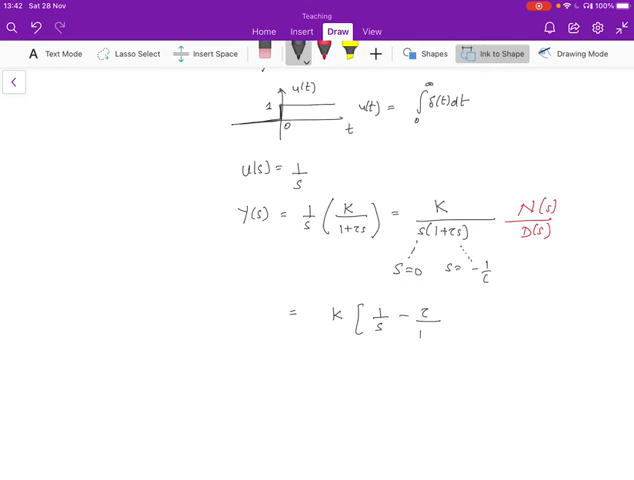 13:42 Sat 28 Nov
100%
Teaching
Home Insert Draw View
A Text Mode Lasso Select Insert Space Shapes Ink to Shape Drawing Mode
u(t)
1
0
t
u(t) = ∫₀^∞ δ(t)dt
U(s) = 1/s
Y(s) = 1/s (K/(1+τs)) = K/(s(1+τs)) N(s)/D(s)
s=0 s= -1/τ
= K [ 1/s - τ/1